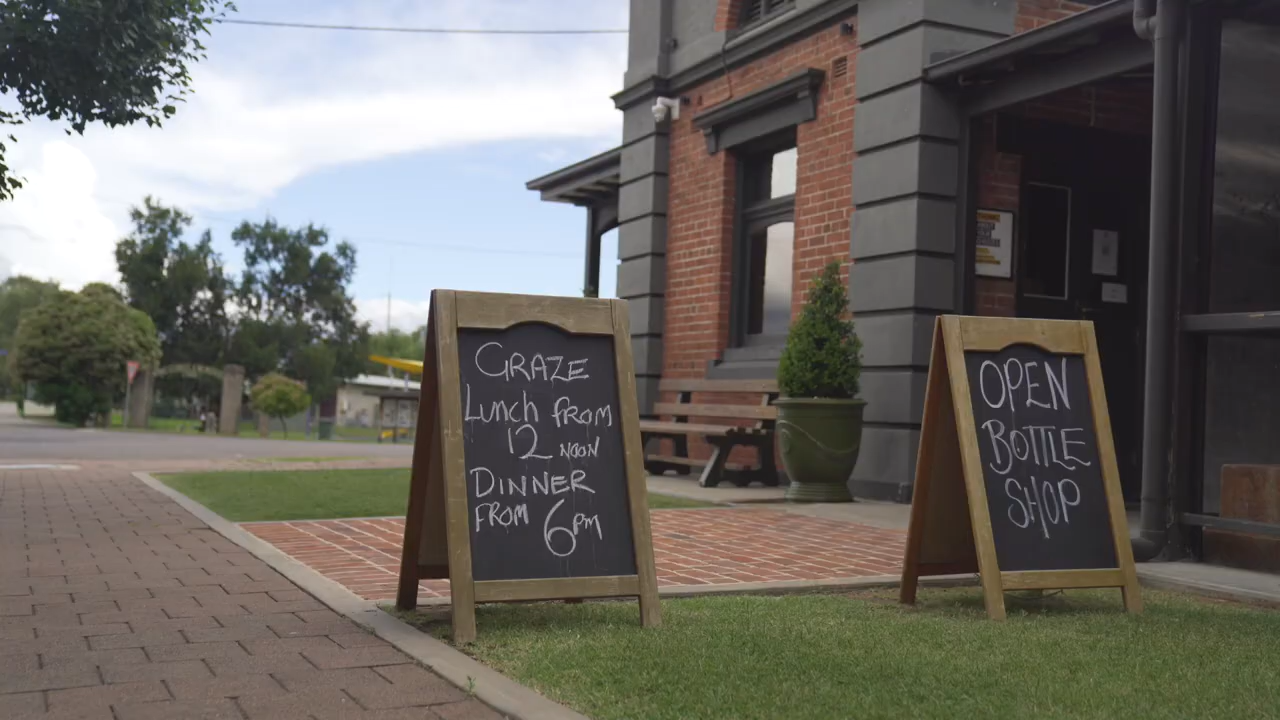 GRAZE
Lunch FROM
12 NOON
DINNER
FROM 6pm
OPEN
BOTTLE
SHOP